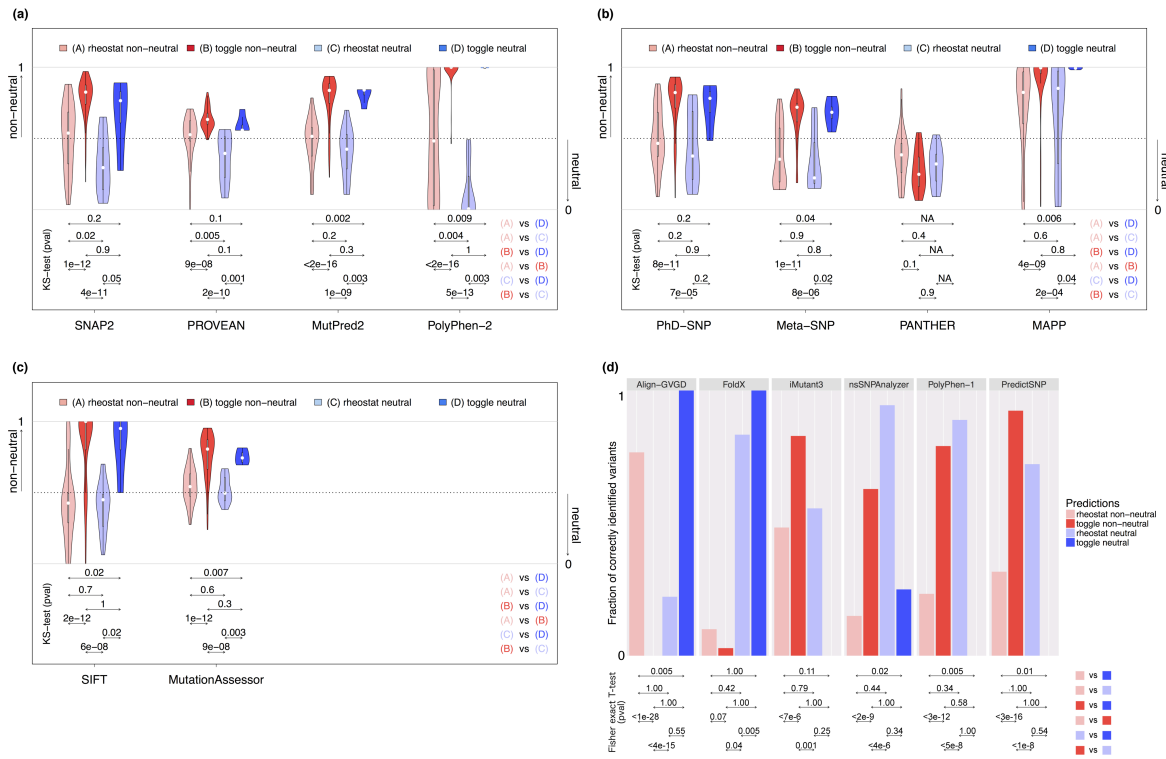 (a)
(A) rheostat non-neutral (B) toggle non-neutral (C) rheostat neutral (D) toggle neutral
1
non-neutral
neutral
0
KS-test (pval)
0.2 0.1 0.002 0.009 (A) vs (D)
0.02 0.005 0.2 0.004 (A) vs (C)
0.9 0.1 0.3 1 (B) vs (D)
1e-12 9e-08 <2e-16 <2e-16 (A) vs (B)
0.05 0.001 0.003 0.003 (C) vs (D)
4e-11 2e-10 1e-09 5e-13 (B) vs (C)
SNAP2 PROVEAN MutPred2 PolyPhen-2
(b)
(A) rheostat non-neutral (B) toggle non-neutral (C) rheostat neutral (D) toggle neutral
1
non-neutral
neutral
0
KS-test (pval)
0.2 0.04 NA 0.006 (A) vs (D)
0.2 0.9 0.4 0.6 (A) vs (C)
0.9 0.8 NA 0.8 (B) vs (D)
8e-11 1e-11 0.1 4e-09 (A) vs (B)
0.2 0.02 NA 0.04 (C) vs (D)
7e-05 8e-06 0.9 2e-04 (B) vs (C)
PhD-SNP Meta-SNP PANTHER MAPP
(c)
(A) rheostat non-neutral (B) toggle non-neutral (C) rheostat neutral (D) toggle neutral
1
non-neutral
neutral
0
KS-test (pval)
0.02 0.007 (A) vs (D)
0.7 0.6 (A) vs (C)
1 0.3 (B) vs (D)
2e-12 1e-12 (A) vs (B)
0.02 0.003 (C) vs (D)
6e-08 9e-08 (B) vs (C)
SIFT MutationAssessor
(d)
Align-GVGD FoldX iMutant3 nsSNPAnalyzer PolyPhen-1 PredictSNP
1
Fraction of correctly identified variants
0
Predictions
rheostat non-neutral
toggle non-neutral
rheostat neutral
toggle neutral
Fisher exact T-test
(pval)
0.005 1.00 0.11 0.02 0.005 0.01 vs
1.00 0.42 0.79 0.44 0.34 1.00 vs
1.00 1.00 1.00 1.00 0.58 1.00 vs
<1e-28 0.07 <7e-6 <2e-9 <3e-12 <3e-16 vs
0.55 0.005 0.25 0.34 1.00 0.54 vs
<4e-15 0.04 0.001 <4e-6 <5e-8 <1e-8 vs